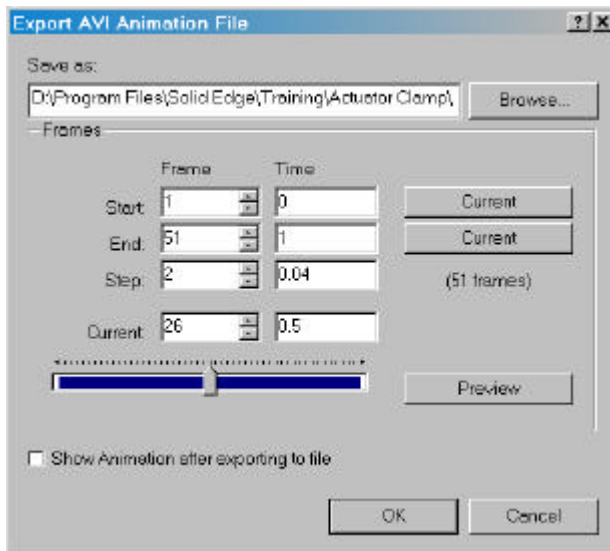 Export AVI Animation File
Save as:
D:\Program Files\Solid Edge\Training\Actuator Clamp\
Browse...
Frames
Frame Time
Start: 1 0 Current
End: 51 1 Current
Step: 2 0.04 (51 frames)
Current: 26 0.5
Preview
Show Animation after exporting to file
OK Cancel